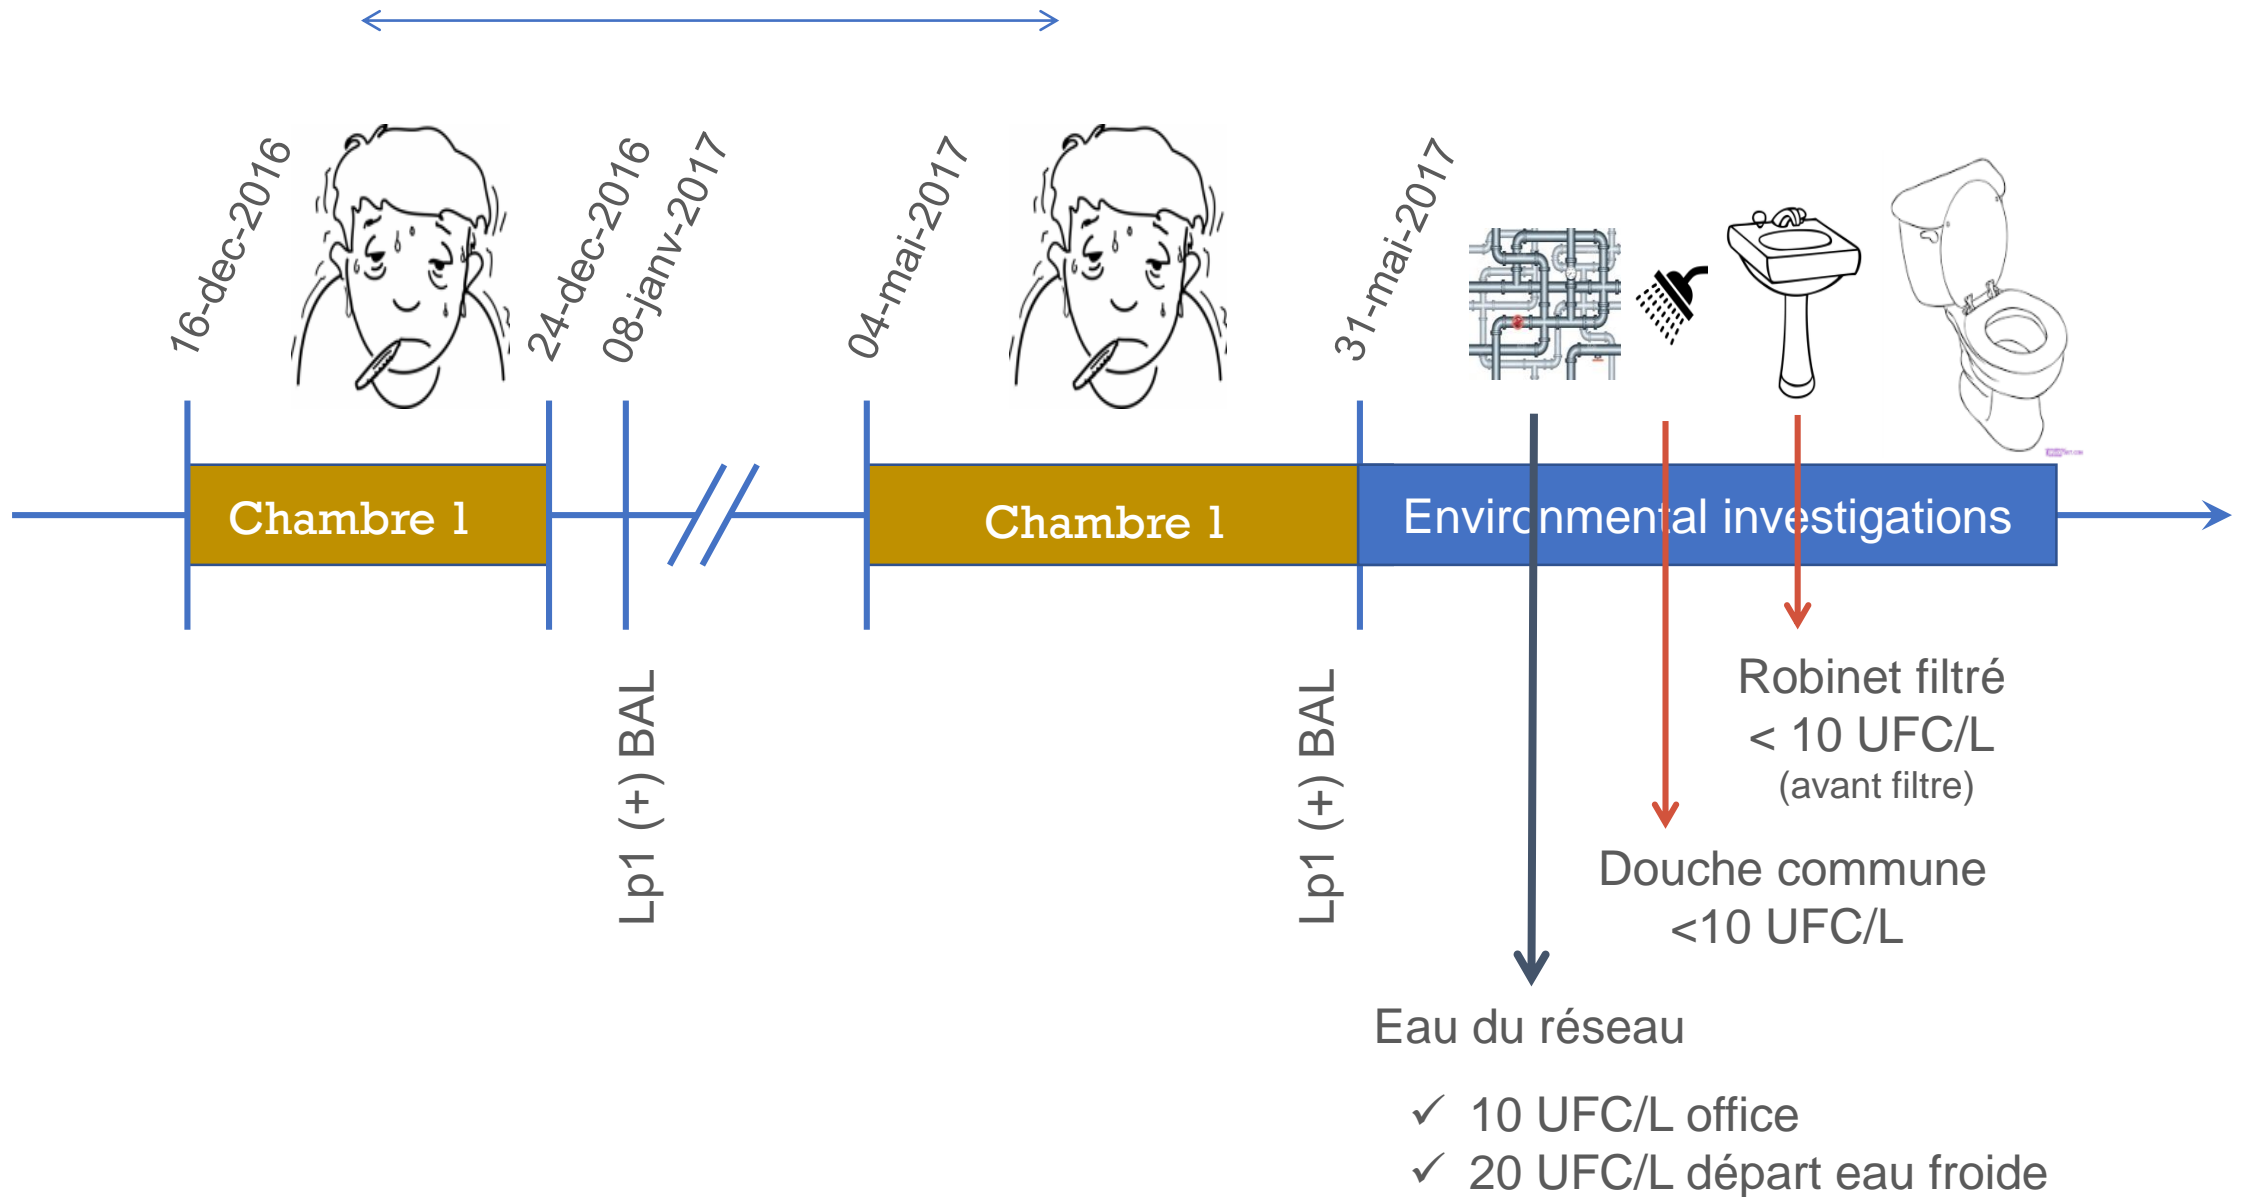 16-dec-2016
24-dec-2016
08-janv-2017
04-mai-2017
31-mai-2017
Chambre 1
Chambre 1
Environmental investigations
Lp1 (+) BAL
Lp1 (+) BAL
Robinet filtré
< 10 UFC/L
(avant filtre)
Douche commune
<10 UFC/L
Eau du réseau
✓ 10 UFC/L office
✓ 20 UFC/L départ eau froide